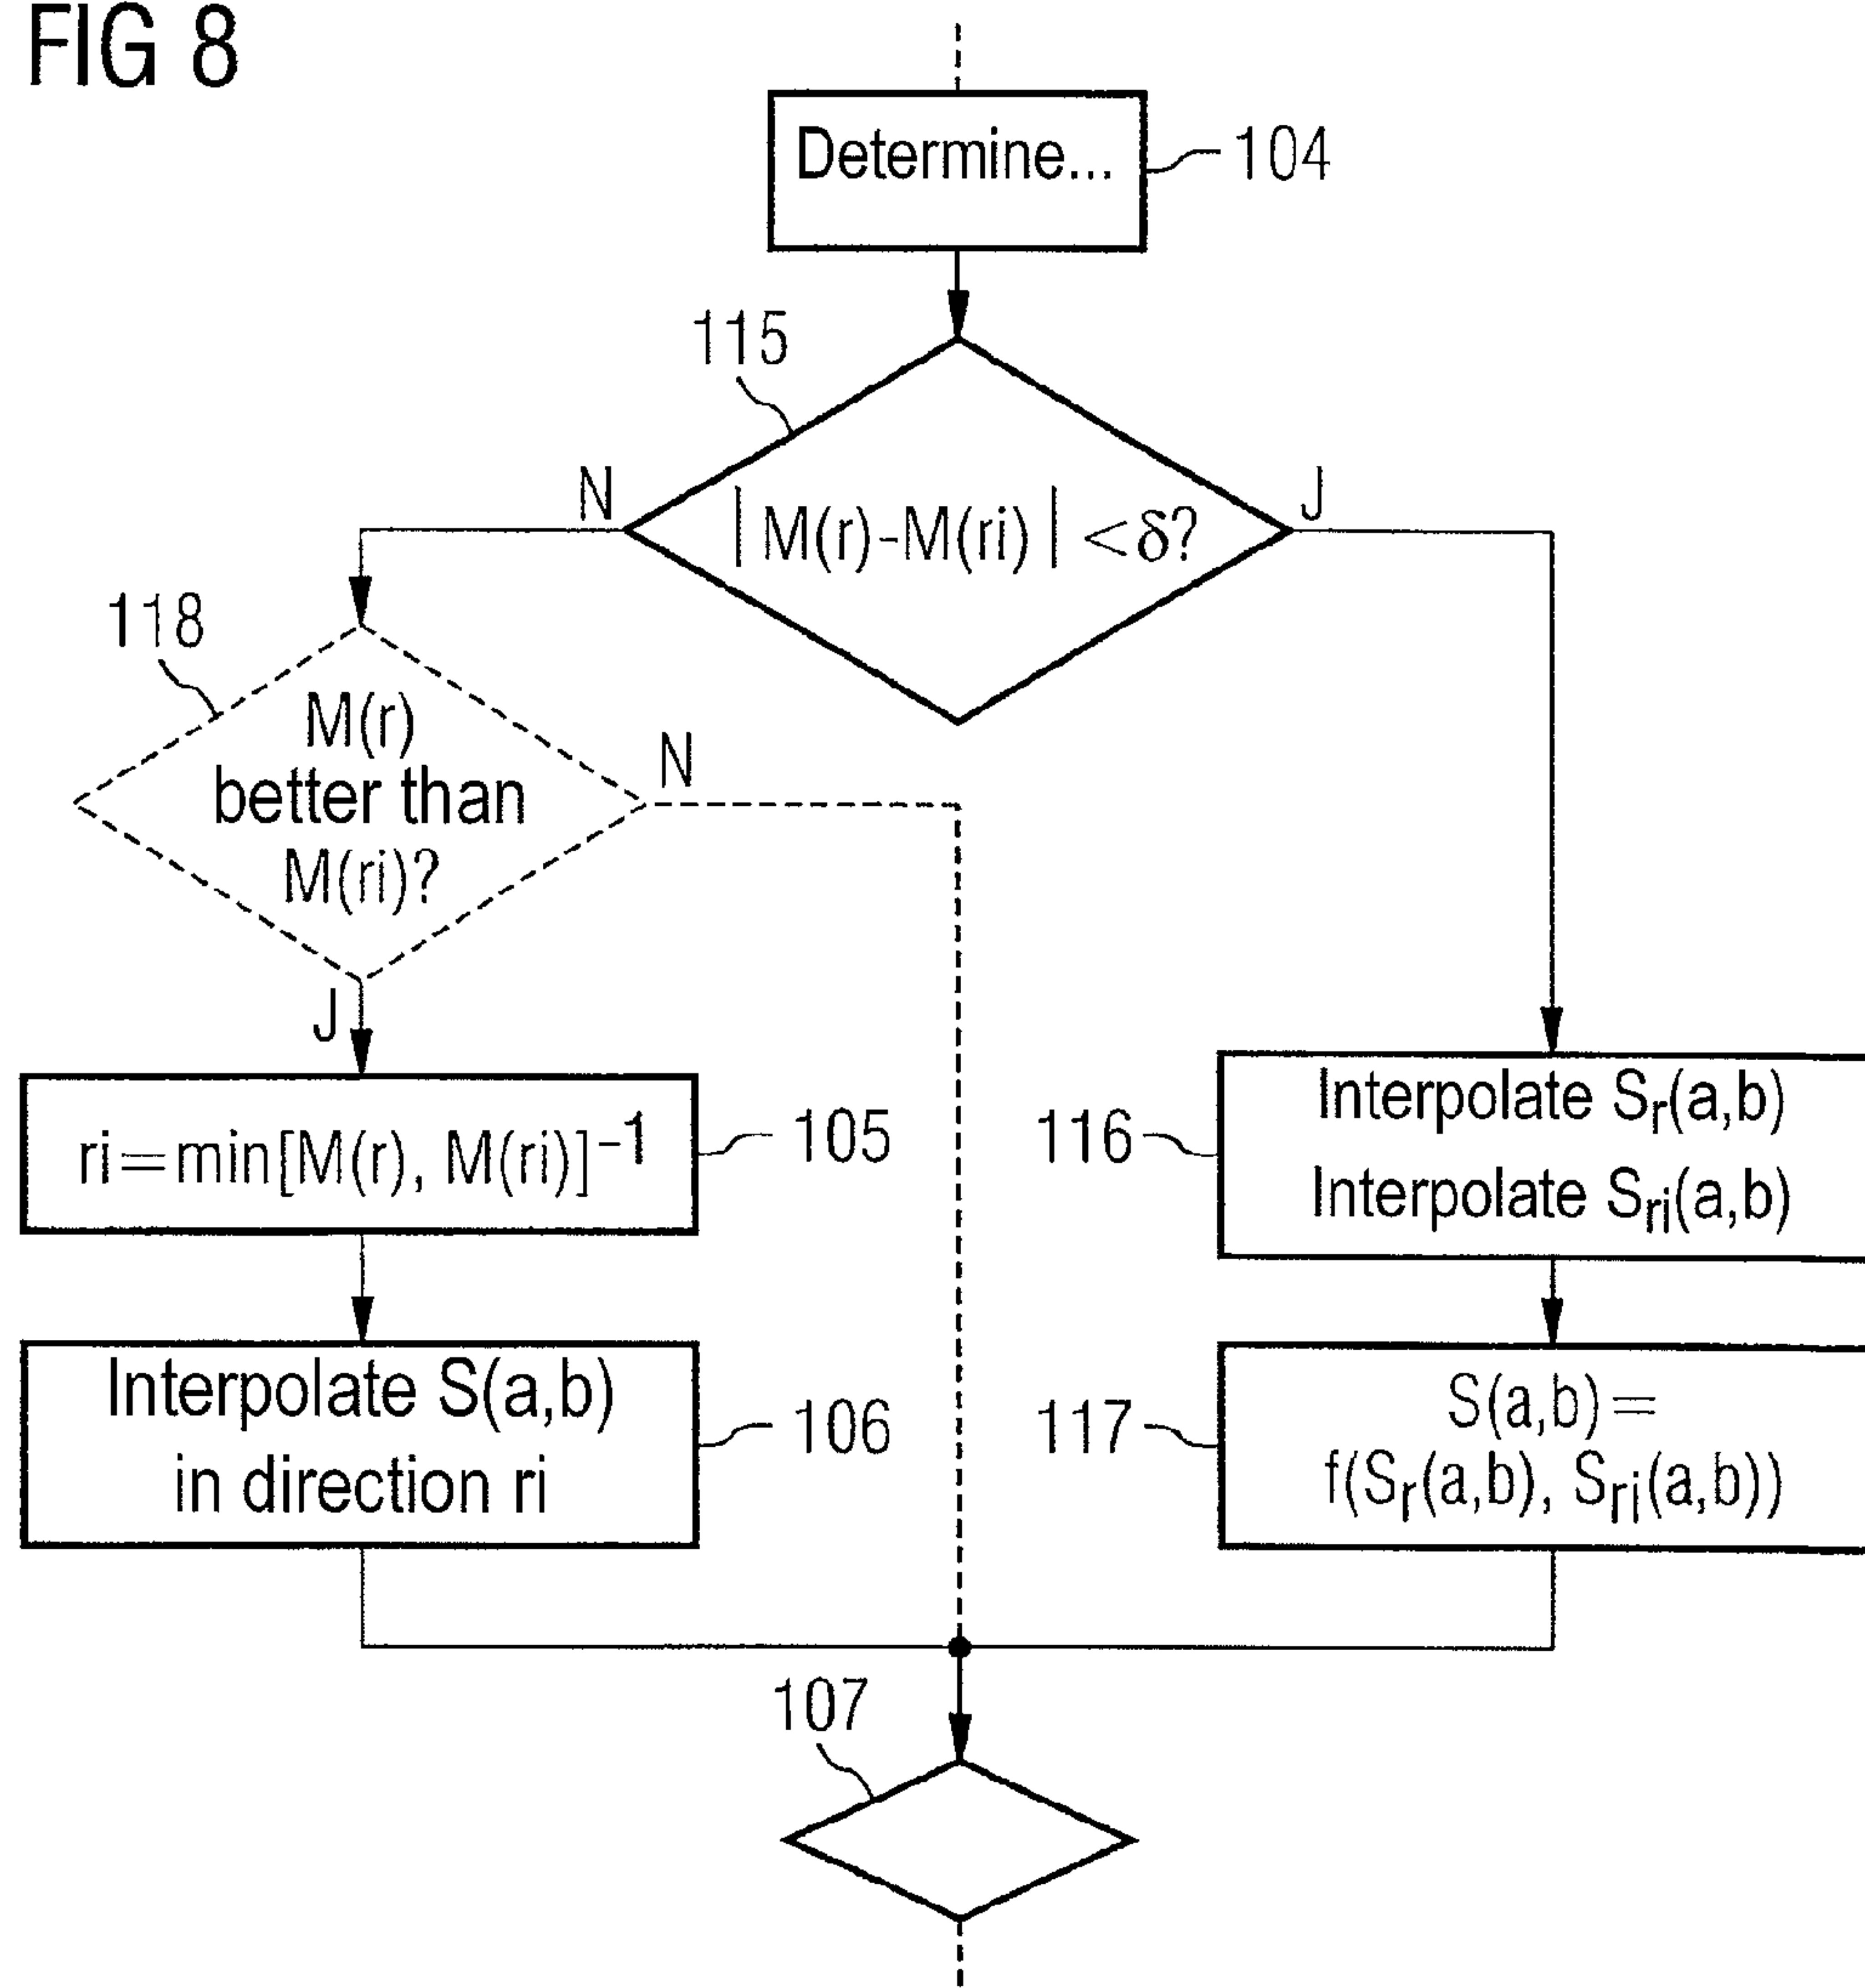 FIG 8
Determine...
104
115
N
J
| M(r)-M(ri) | <δ?
118
M(r)
better than
M(ri)?
N
J
ri=min[M(r), M(ri)]⁻¹
105
116
Interpolate Sr(a,b)
Interpolate Sri(a,b)
Interpolate S(a,b)
in direction ri
106
117
S(a,b)=
f(Sr(a,b), Sri(a,b))
107